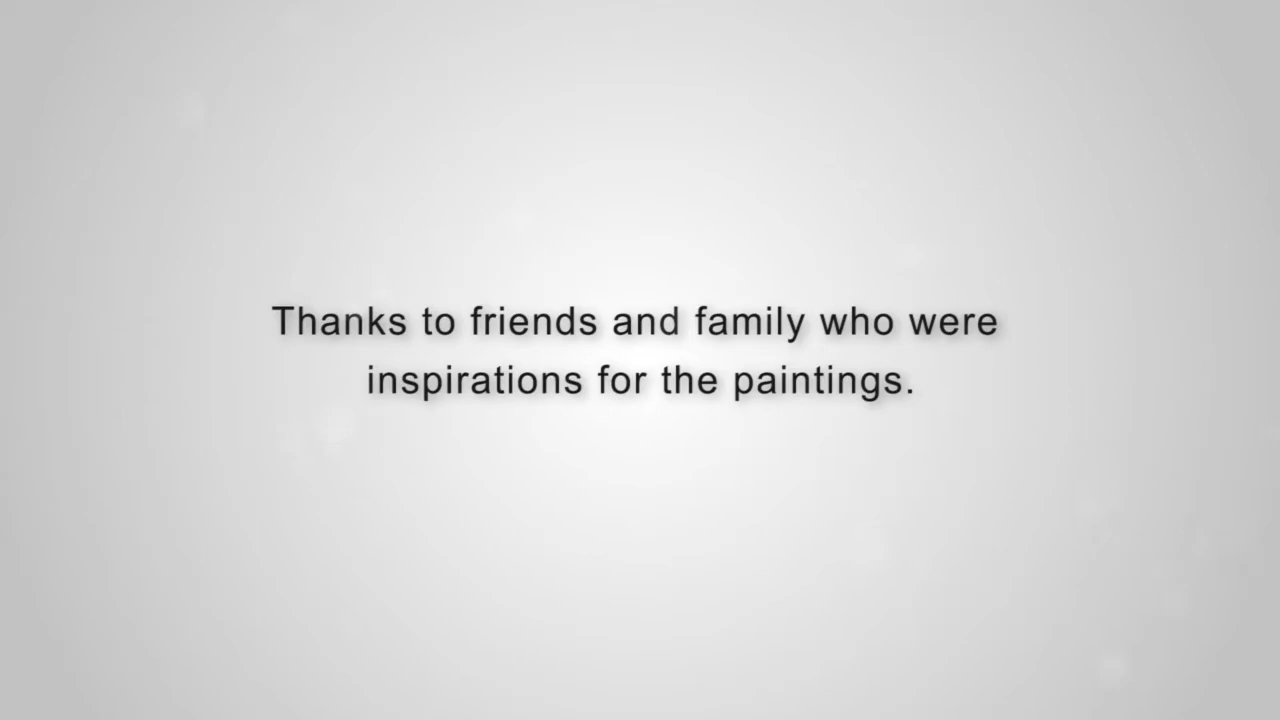 Thanks to friends and family who were
inspirations for the paintings.